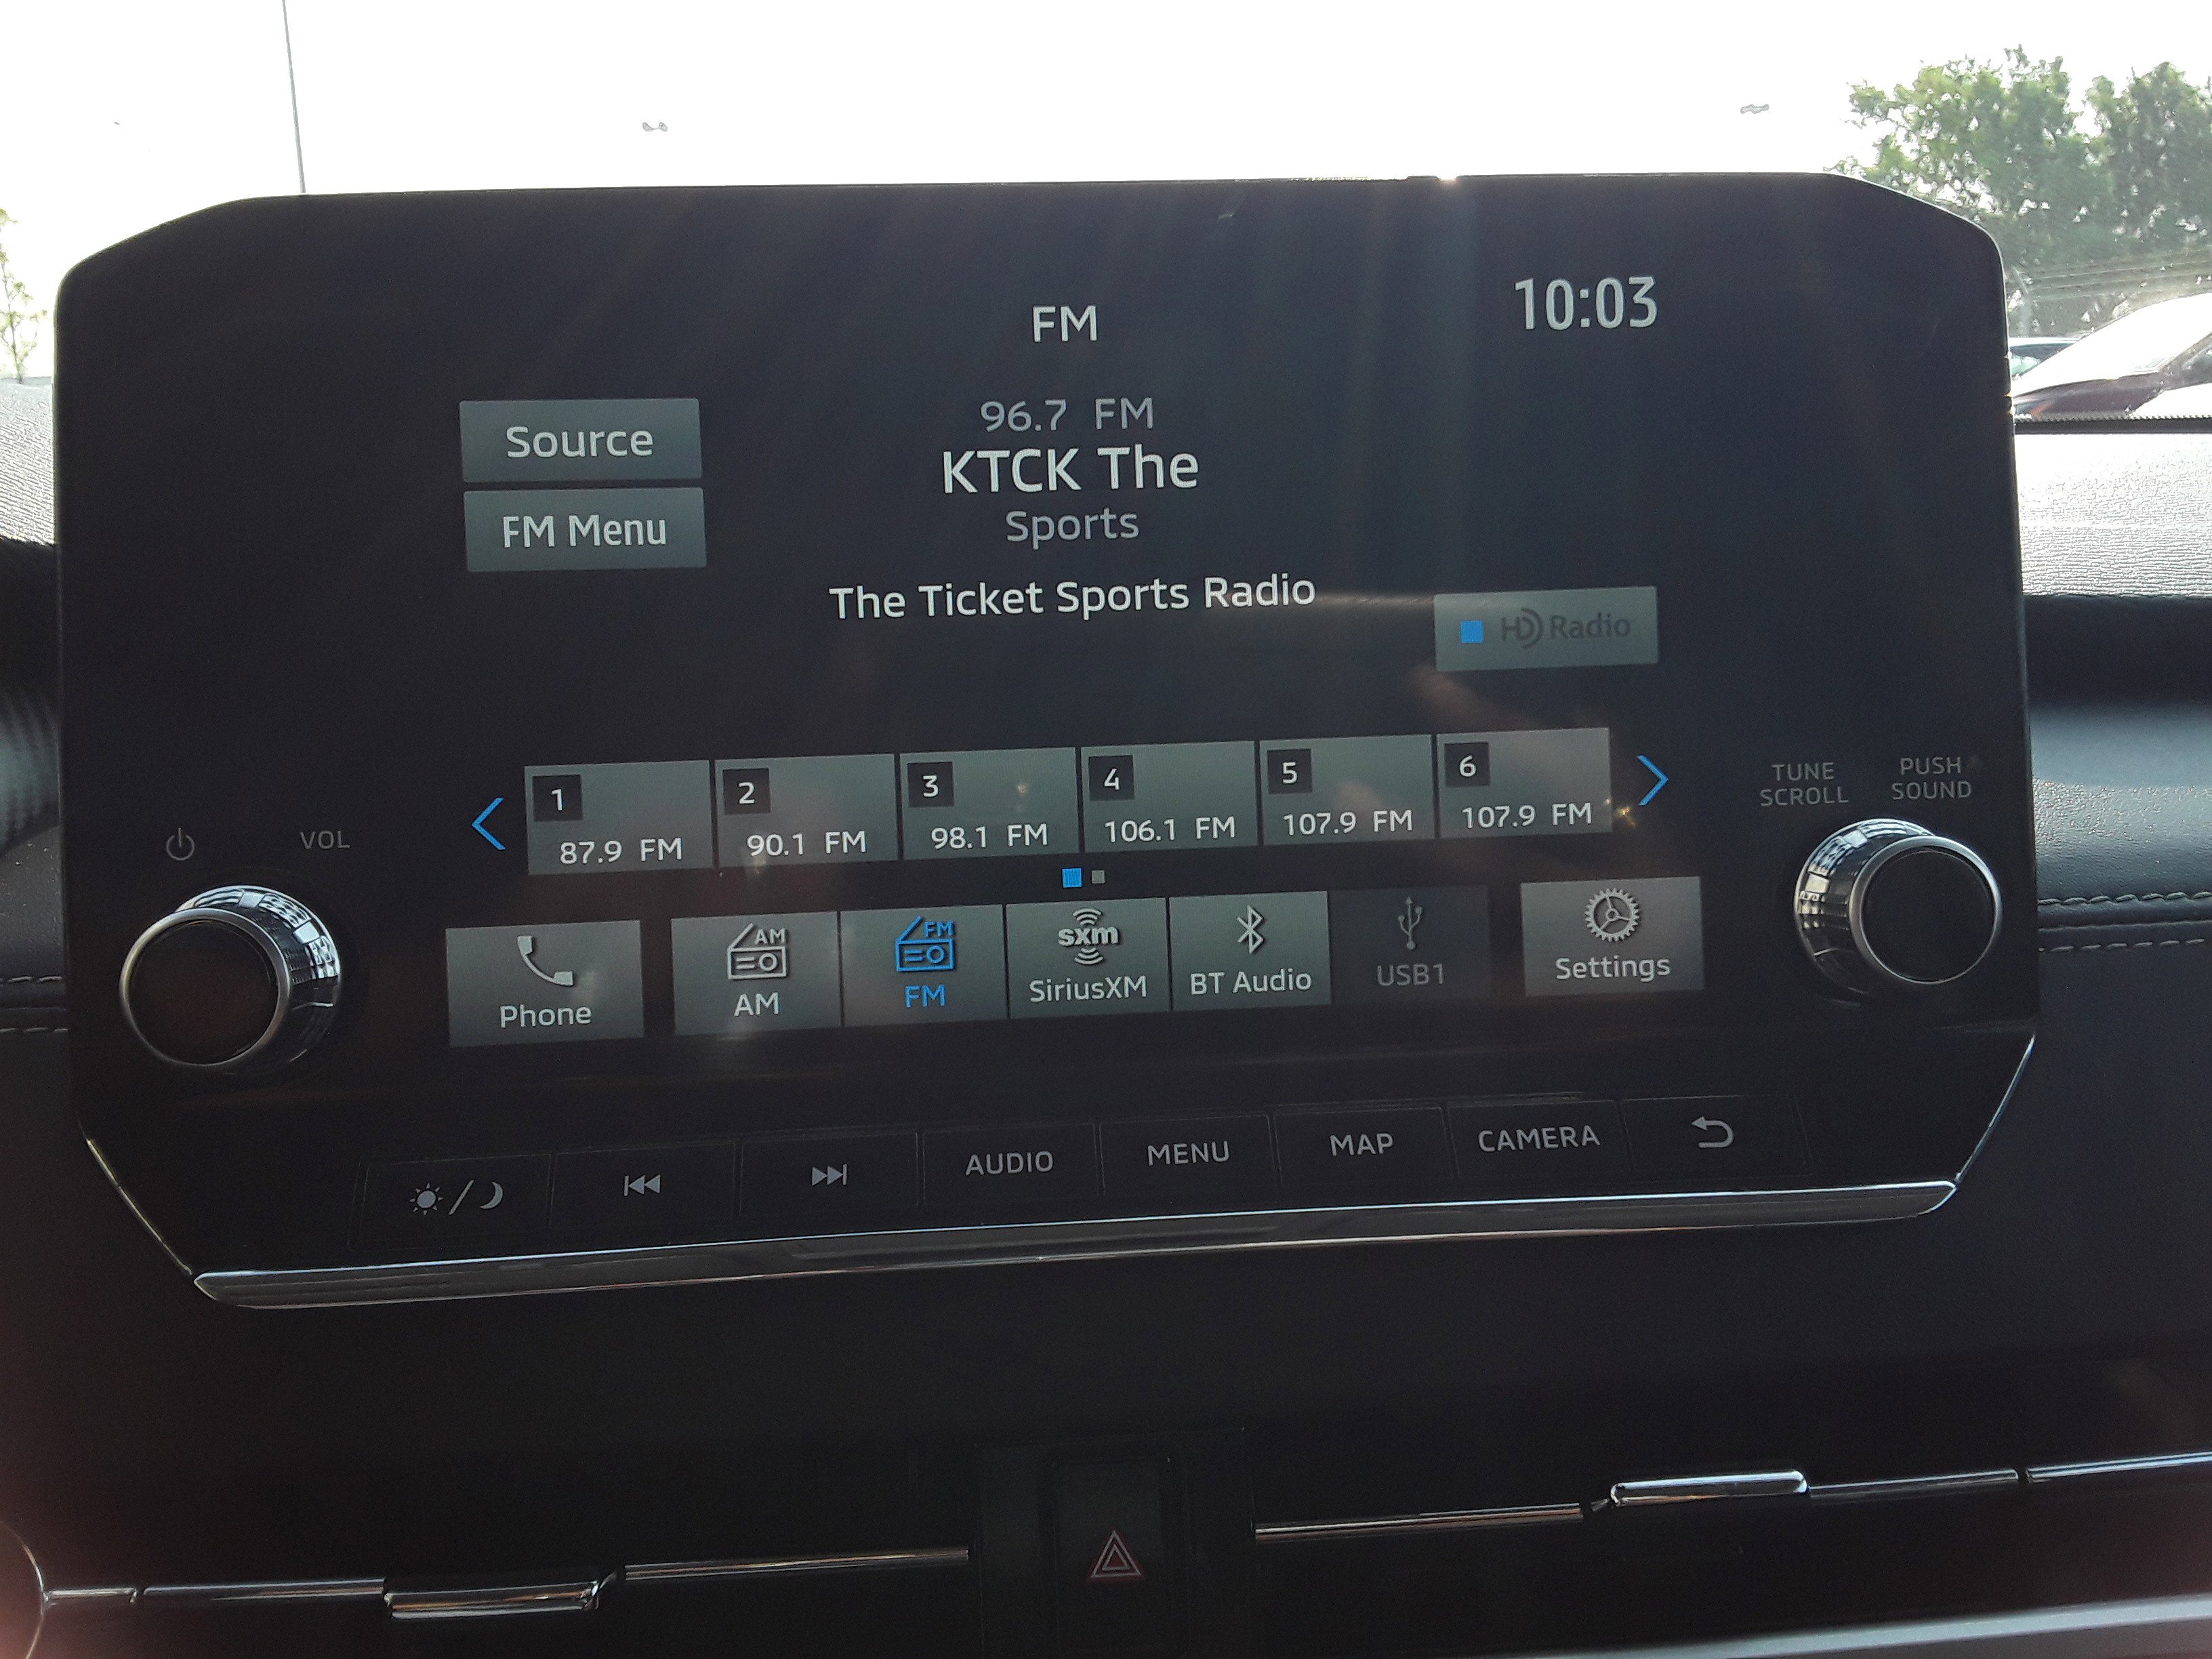 FM
10:03
Source
96.7 FM
KTCK The
FM Menu
Sports
The Ticket Sports Radio
HD Radio
1
87.9 FM
2
90.1 FM
3
98.1 FM
4
106.1 FM
5
107.9 FM
6
107.9 FM
VOL
TUNE
SCROLL
PUSH
SOUND
Phone
AM
AM
FM
FM
sxm
SiriusXM
BT Audio
USB1
Settings
AUDIO
MENU
MAP
CAMERA